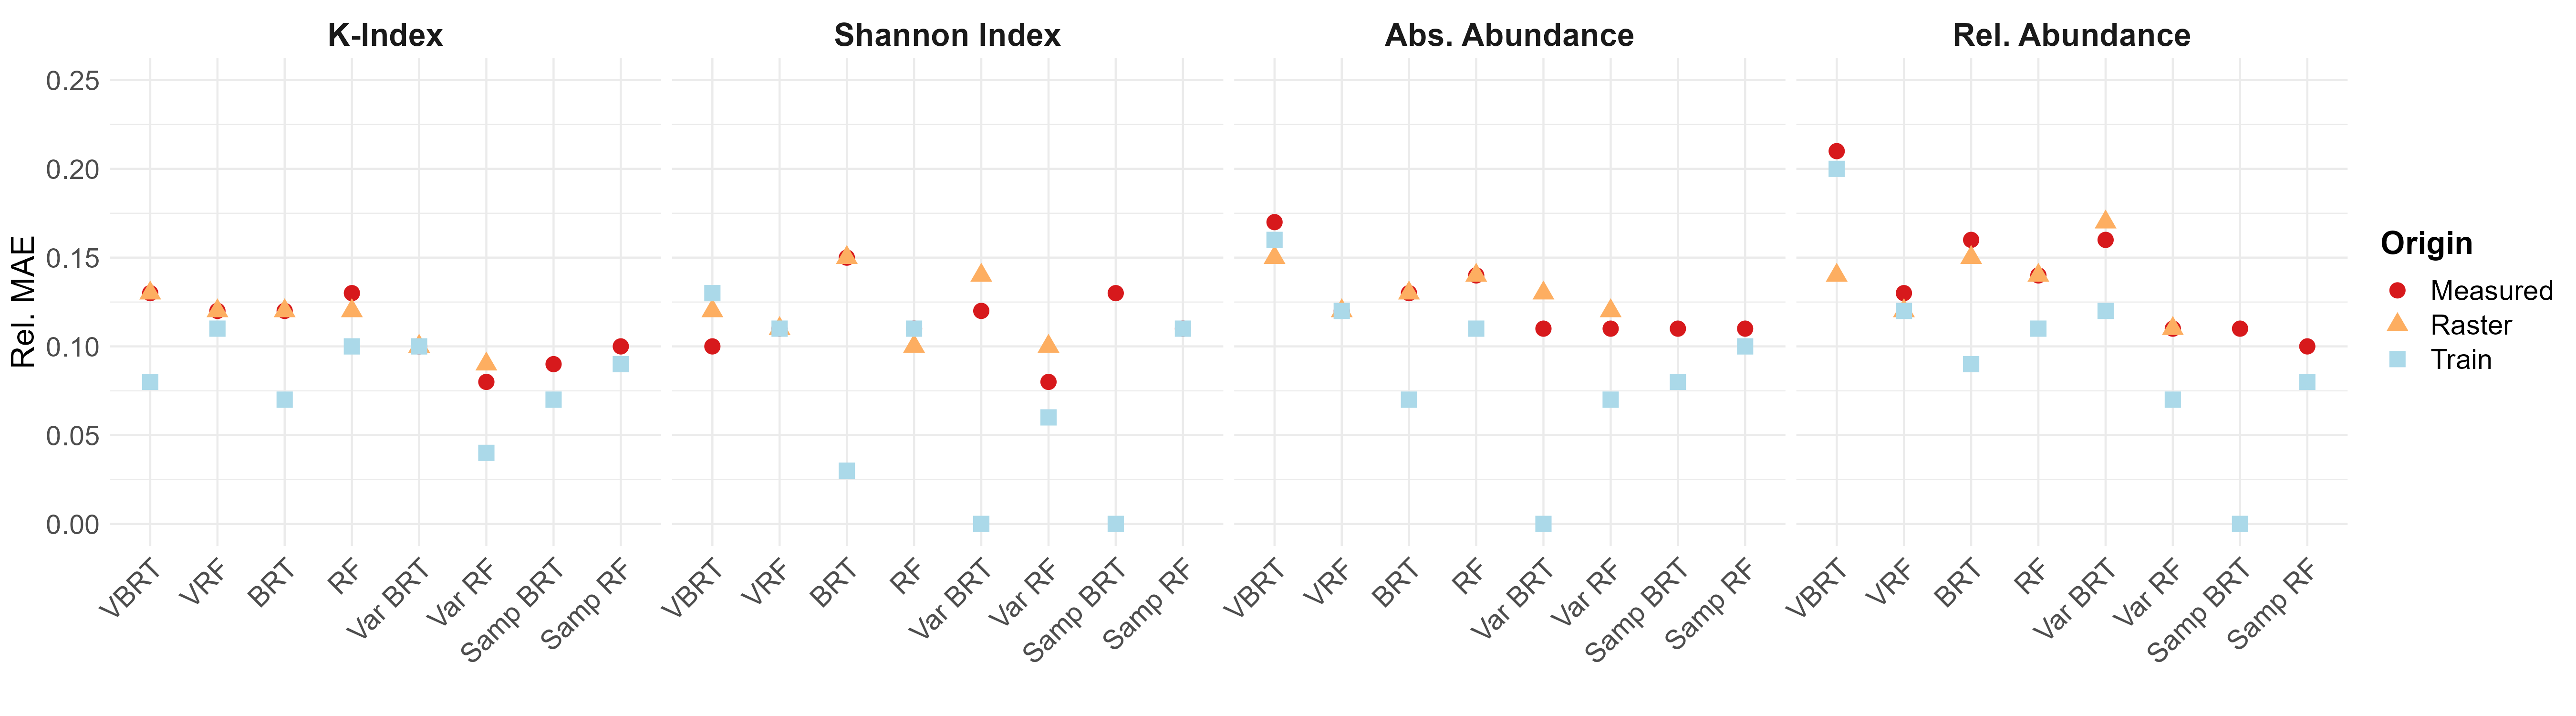 K-Index
Shannon Index
Abs. Abundance
Rel. Abundance
Rel. MAE
0.25
0.20
0.15
0.10
0.05
0.00
VBRT
VRF
BRT
RF
Var BRT
Var RF
Samp BRT
Samp RF
VBRT
VRF
BRT
RF
Var BRT
Var RF
Samp BRT
Samp RF
VBRT
VRF
BRT
RF
Var BRT
Var RF
Samp BRT
Samp RF
VBRT
VRF
BRT
RF
Var BRT
Var RF
Samp BRT
Samp RF
Origin
Measured
Raster
Train